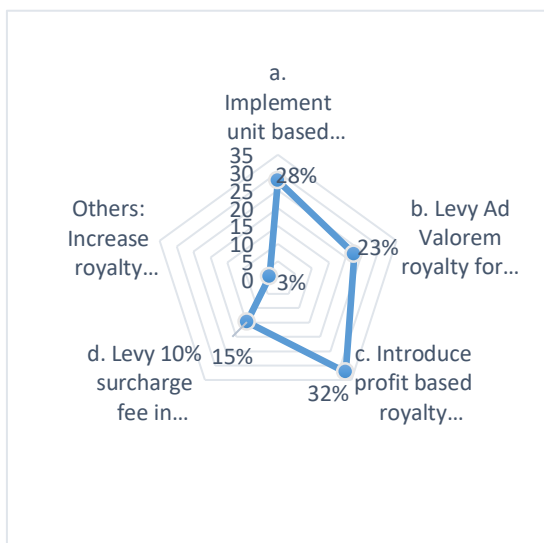 a.
Implement
unit based...
35
30
25
20
15
10
5
0
28%
Others:
Increase
royalty...
b. Levy Ad
Valorem
royalty for...
23%
3%
d. Levy 10%
surcharge
fee in...
15%
c. Introduce
profit based
royalty...
32%